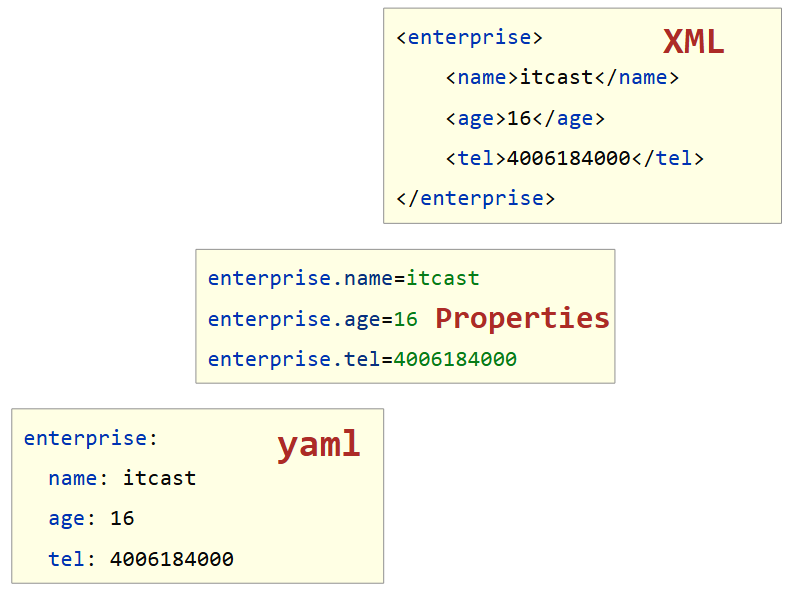 <enterprise>
XML
    <name>itcast</name>
    <age>16</age>
    <tel>4006184000</tel>
</enterprise>
enterprise.name=itcast
enterprise.age=16
Properties
enterprise.tel=4006184000
enterprise:
yaml
  name: itcast
  age: 16
  tel: 4006184000